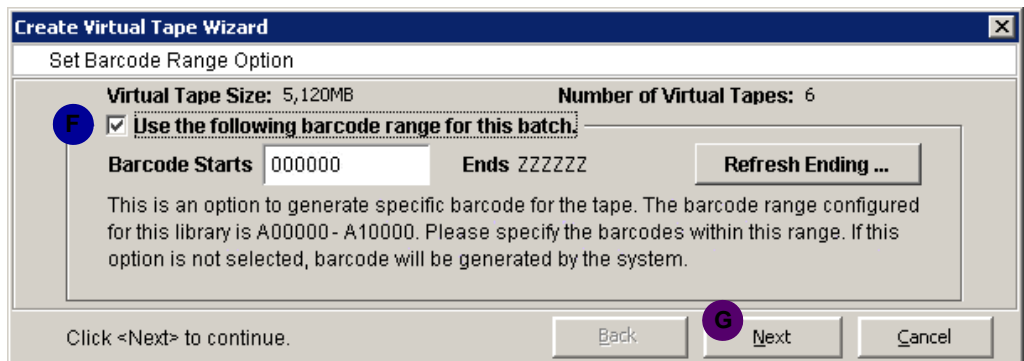 Create Virtual Tape Wizard
Set Barcode Range Option
Virtual Tape Size: 5,120MB Number of Virtual Tapes: 6
F Use the following barcode range for this batch.
Barcode Starts 000000 Ends ZZZZZZ Refresh Ending ...
This is an option to generate specific barcode for the tape. The barcode range configured
for this library is A00000 - A10000. Please specify the barcodes within this range. If this
option is not selected, barcode will be generated by the system.
Click <Next> to continue. Back G Next Cancel